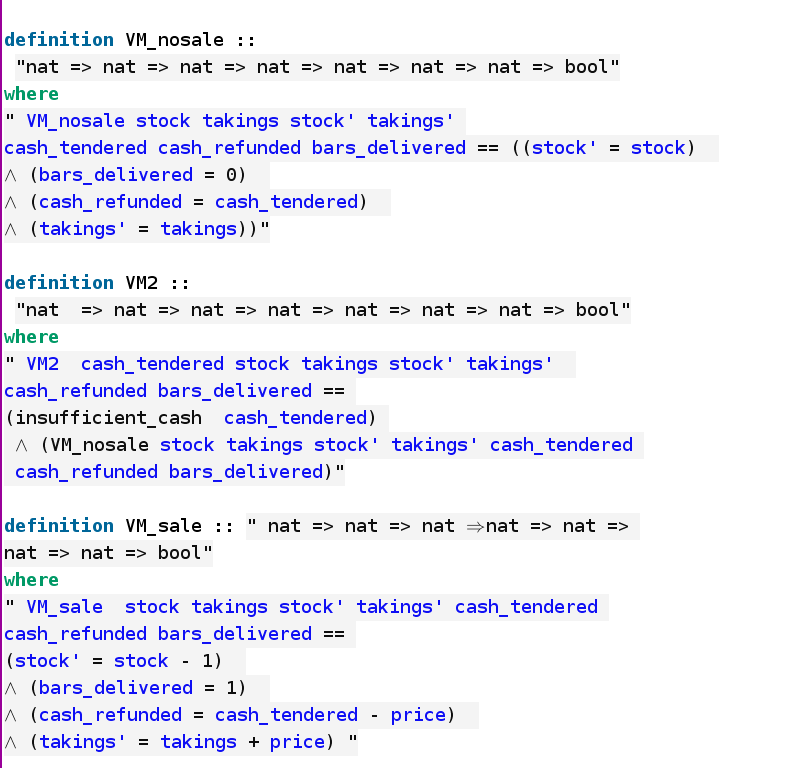 definition VM_nosale ::
"nat => nat => nat => nat => nat => nat => nat => bool"
where
" VM_nosale stock takings stock' takings'
cash_tendered cash_refunded bars_delivered == ((stock' = stock)
∧ (bars_delivered = 0)
∧ (cash_refunded = cash_tendered)
∧ (takings' = takings))"
definition VM2 ::
"nat  => nat => nat => nat => nat => nat => nat => bool"
where
" VM2  cash_tendered stock takings stock' takings'
cash_refunded bars_delivered ==
(insufficient_cash  cash_tendered)
∧ (VM_nosale stock takings stock' takings' cash_tendered
cash_refunded bars_delivered)"
definition VM_sale :: " nat => nat => nat ⇒nat => nat =>
nat => nat => bool"
where
" VM_sale  stock takings stock' takings' cash_tendered
cash_refunded bars_delivered ==
(stock' = stock - 1)
∧ (bars_delivered = 1)
∧ (cash_refunded = cash_tendered - price)
∧ (takings' = takings + price) "